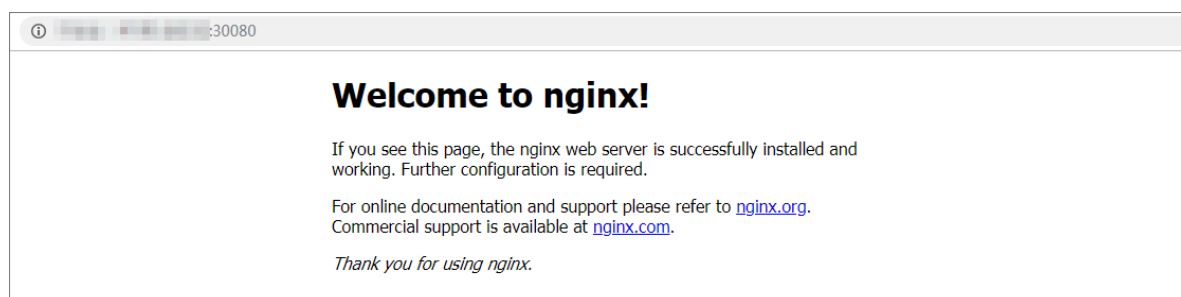 :30080
Welcome to nginx!
If you see this page, the nginx web server is successfully installed and
working. Further configuration is required.
For online documentation and support please refer to nginx.org.
Commercial support is available at nginx.com.
Thank you for using nginx.